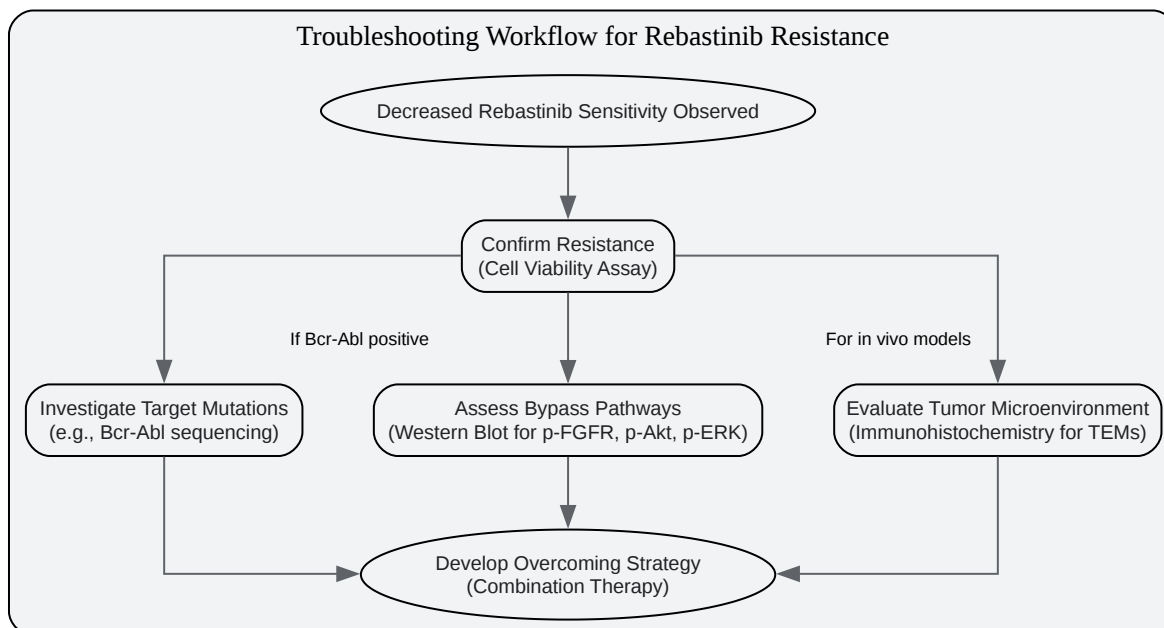 Troubleshooting Workflow for Rebastinib Resistance
Decreased Rebastinib Sensitivity Observed
Confirm Resistance
(Cell Viability Assay)
If Bcr-Abl positive
For in vivo models
Investigate Target Mutations
(e.g., Bcr-Abl sequencing)
Assess Bypass Pathways
(Western Blot for p-FGFR, p-Akt, p-ERK)
Evaluate Tumor Microenvironment
(Immunohistochemistry for TEMs)
Develop Overcoming Strategy
(Combination Therapy)